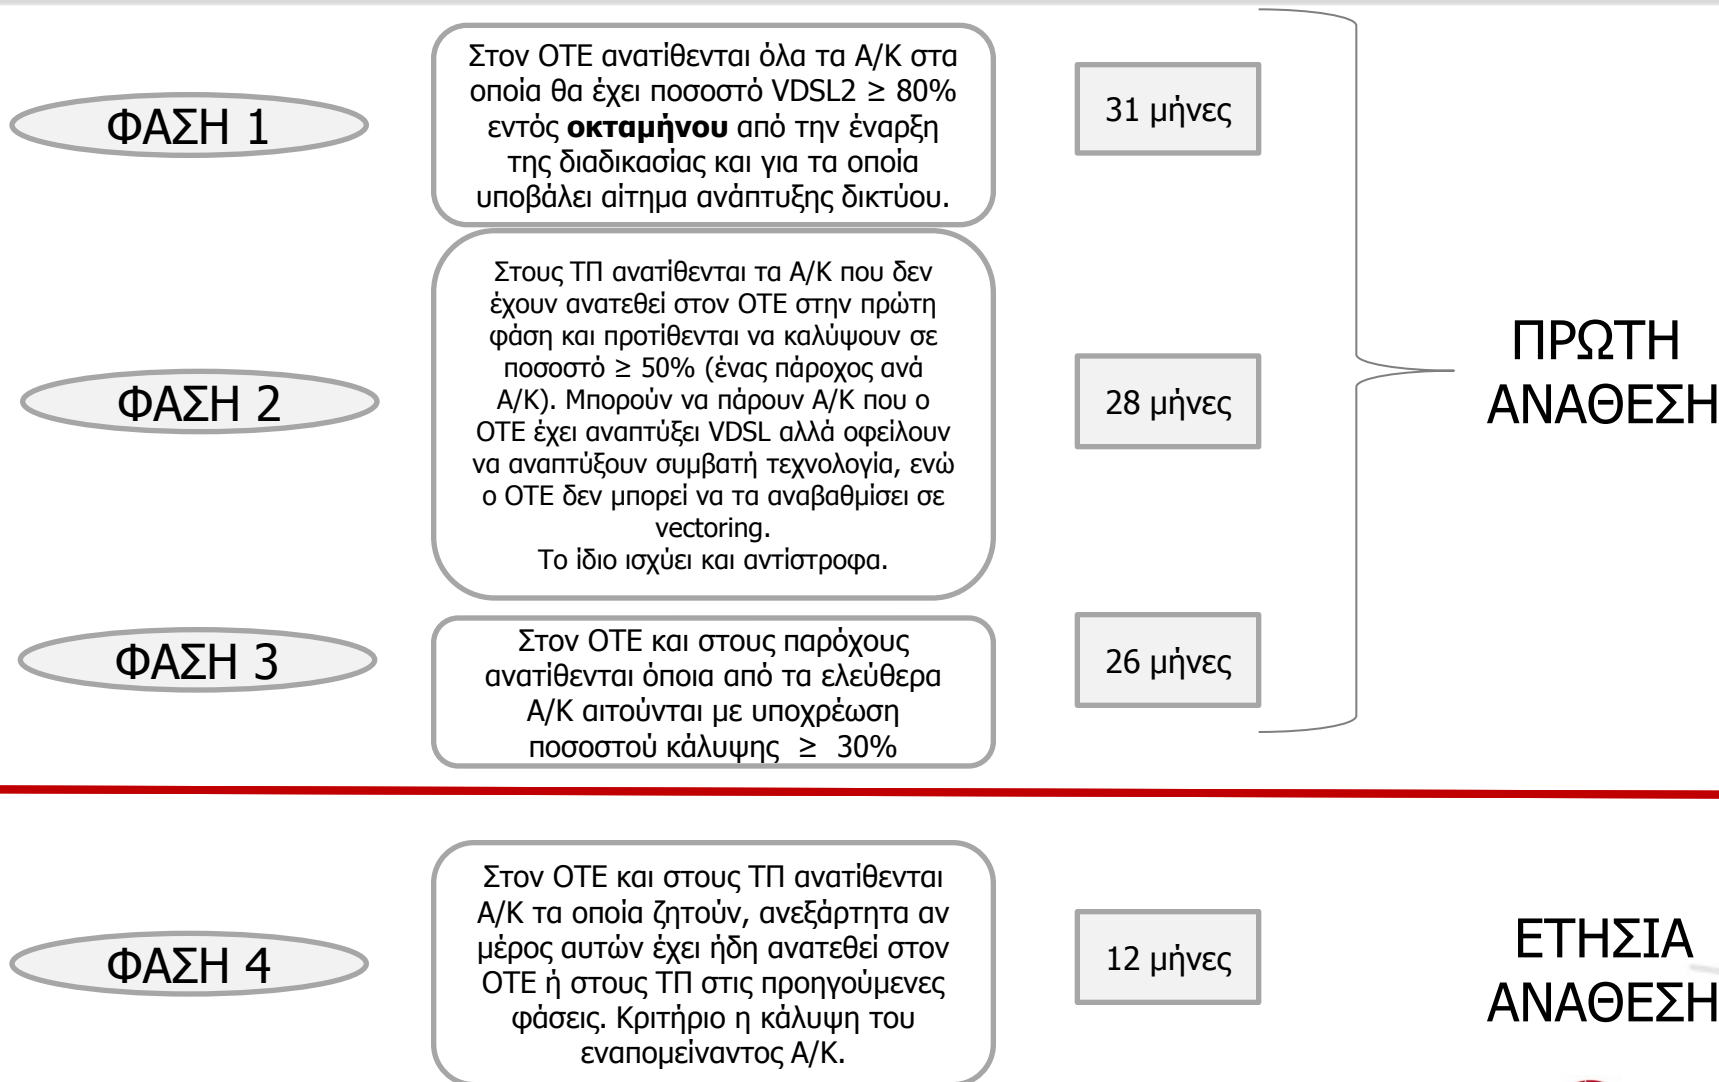 ΦΑΣΗ 1
Στον ΟΤΕ ανατίθενται όλα τα Α/Κ στα
οποία θα έχει ποσοστό VDSL2 ≥ 80%
εντός οκταμήνου από την έναρξη
της διαδικασίας και για τα οποία
υποβάλει αίτημα ανάπτυξης δικτύου.
31 μήνες
ΦΑΣΗ 2
Στους ΤΠ ανατίθενται τα Α/Κ που δεν
έχουν ανατεθεί στον ΟΤΕ στην πρώτη
φάση και προτίθενται να καλύψουν σε
ποσοστό ≥ 50% (ένας πάροχος ανά
Α/Κ). Μπορούν να πάρουν Α/Κ που ο
ΟΤΕ έχει αναπτύξει VDSL αλλά οφείλουν
να αναπτύξουν συμβατή τεχνολογία, ενώ
ο ΟΤΕ δεν μπορεί να τα αναβαθμίσει σε
vectoring.
Το ίδιο ισχύει και αντίστροφα.
28 μήνες
ΦΑΣΗ 3
Στον ΟΤΕ και στους παρόχους
ανατίθενται όποια από τα ελεύθερα
Α/Κ αιτούνται με υποχρέωση
ποσοστού κάλυψης ≥ 30%
26 μήνες
ΠΡΩΤΗ
ΑΝΑΘΕΣΗ
ΦΑΣΗ 4
Στον ΟΤΕ και στους ΤΠ ανατίθενται
Α/Κ τα οποία ζητούν, ανεξάρτητα αν
μέρος αυτών έχει ήδη ανατεθεί στον
ΟΤΕ ή στους ΤΠ στις προηγούμενες
φάσεις. Κριτήριο η κάλυψη του
εναπομείναντος Α/Κ.
12 μήνες
ΕΤΗΣΙΑ
ΑΝΑΘΕΣΗ